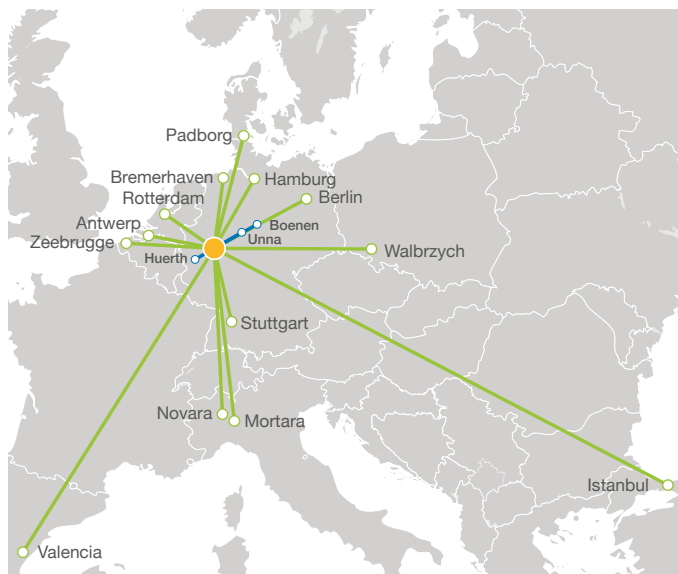 Padborg
Bremerhaven
Hamburg
Rotterdam
Berlin
Antwerp
Boenen
Zeebrugge
Unna
Huerth
Walbrzych
Stuttgart
Novara
Mortara
Istanbul
Valencia